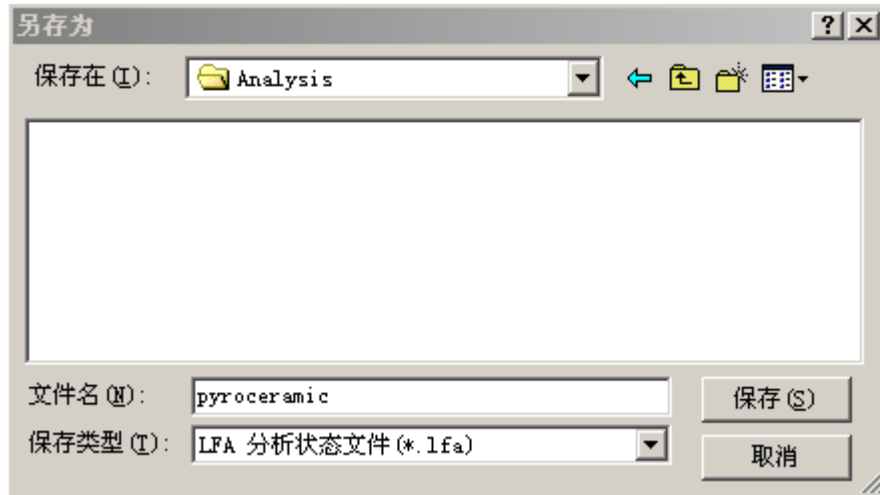 另存为
保存在(I):
Analysis
文件名(N):
pyroceramic
保存(S)
保存类型(T):
LFA 分析状态文件(*.lfa)
取消